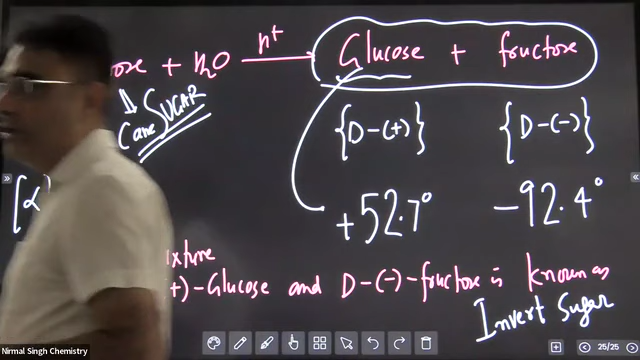 ose + H2O H+ Glucose + fructose
Cane SUGAR
{D-(+)} {D-(-)}
[α
+52.7° -92.4°
ixture
+)-Glucose and D-(-)-fructose is known as
Invert Sugar
Nirmal Singh Chemistry
25/25